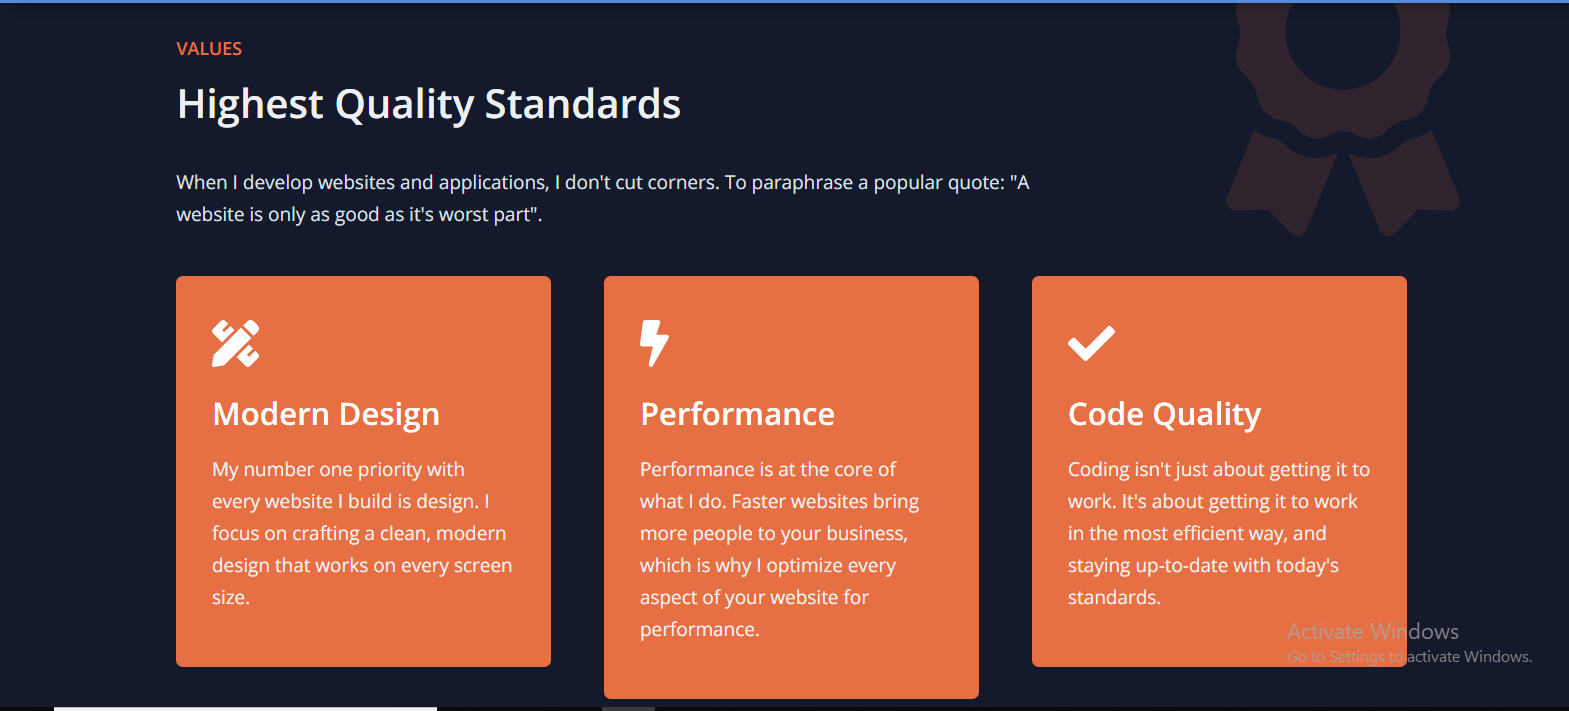 VALUES
Highest Quality Standards
When I develop websites and applications, I don't cut corners. To paraphrase a popular quote: "A
website is only as good as it's worst part".
Modern Design
My number one priority with
every website I build is design. I
focus on crafting a clean, modern
design that works on every screen
size.
Performance
Performance is at the core of
what I do. Faster websites bring
more people to your business,
which is why I optimize every
aspect of your website for
performance.
Code Quality
Coding isn't just about getting it to
work. It's about getting it to work
in the most efficient way, and
staying up-to-date with today's
standards.
Activate Windows
Go to Settings to activate Windows.